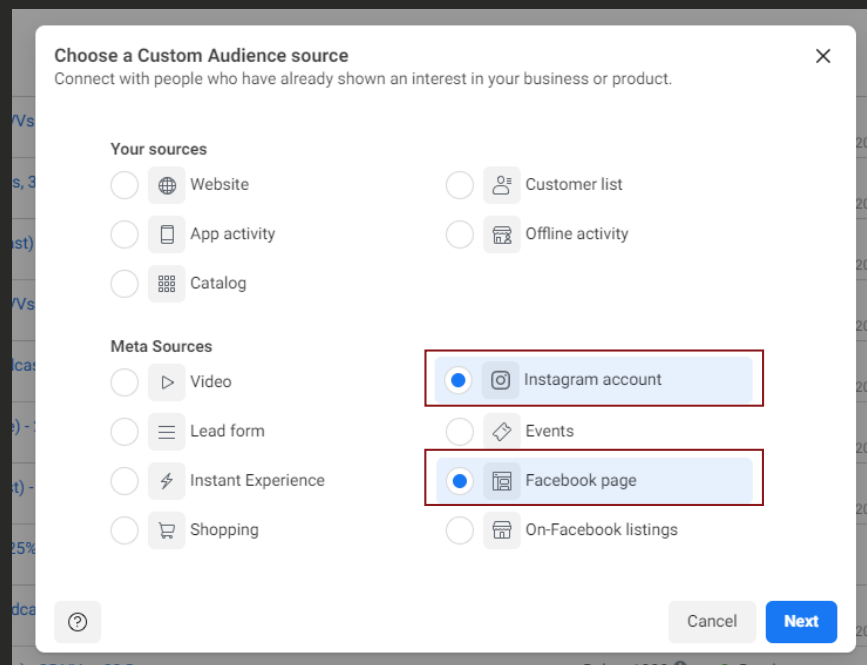 Choose a Custom Audience source
Connect with people who have already shown an interest in your business or product.
Your sources
Website
Customer list
App activity
Offline activity
Catalog
Meta Sources
Video
Instagram account
Lead form
Events
Instant Experience
Facebook page
Shopping
On-Facebook listings
Cancel
Next